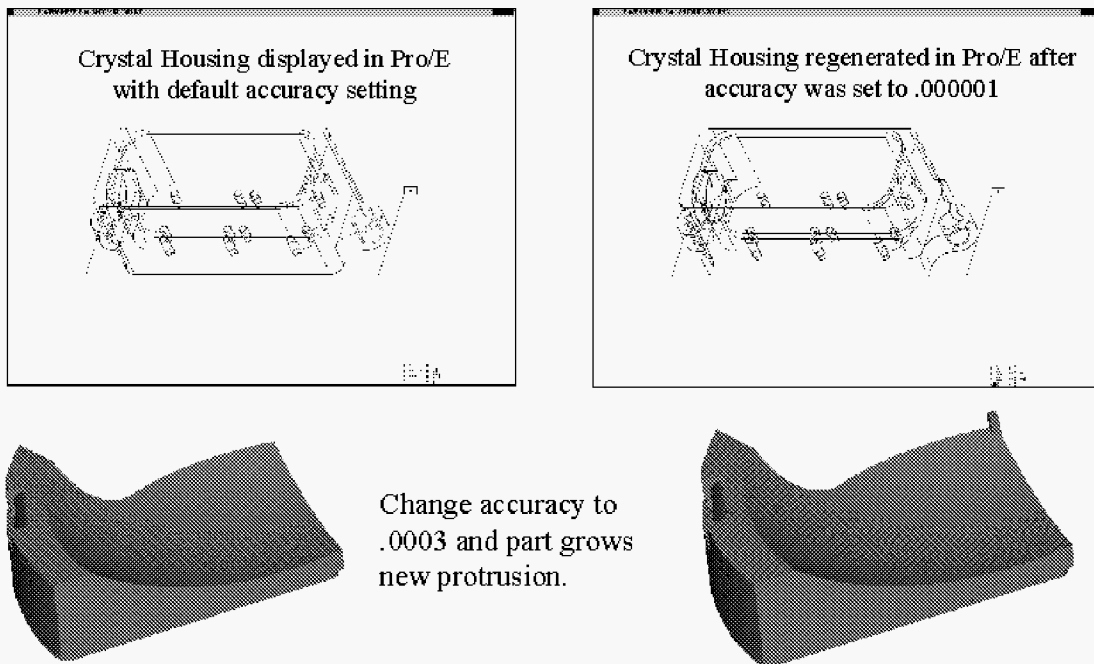 Crystal Housing displayed in Pro/E
with default accuracy setting
Crystal Housing regenerated in Pro/E after
accuracy was set to .000001
Change accuracy to
.0003 and part grows
new protrusion.